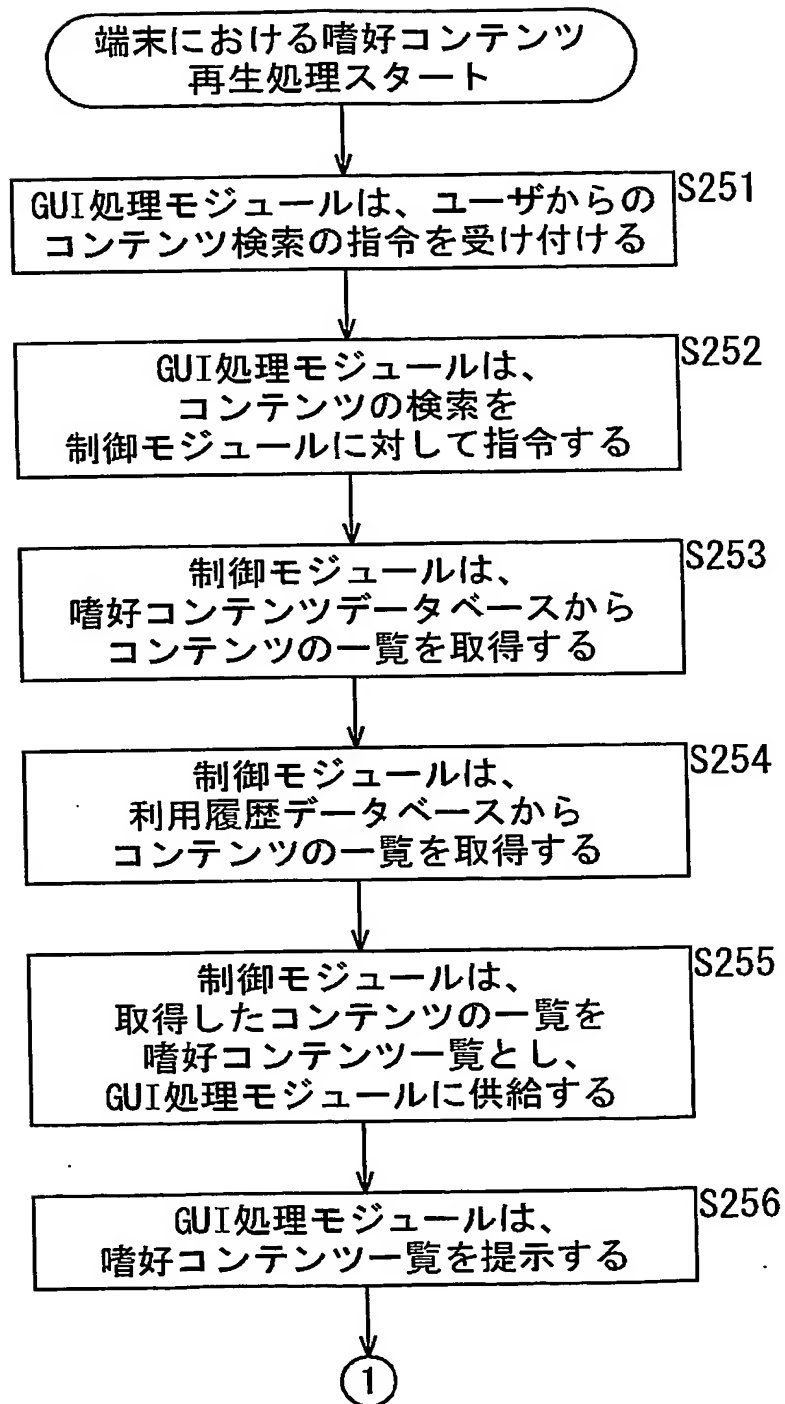 端末における嗜好コンテンツ
再生処理スタート
S251
GUI処理モジュールは、ユーザからの
コンテンツ検索の指令を受け付ける
S252
GUI処理モジュールは、
コンテンツの検索を
制御モジュールに対して指令する
S253
制御モジュールは、
嗜好コンテンツデータベースから
コンテンツの一覧を取得する
S254
制御モジュールは、
利用履歴データベースから
コンテンツの一覧を取得する
S255
制御モジュールは、
取得したコンテンツの一覧を
嗜好コンテンツ一覧とし、
GUI処理モジュールに供給する
S256
GUI処理モジュールは、
嗜好コンテンツ一覧を提示する
1